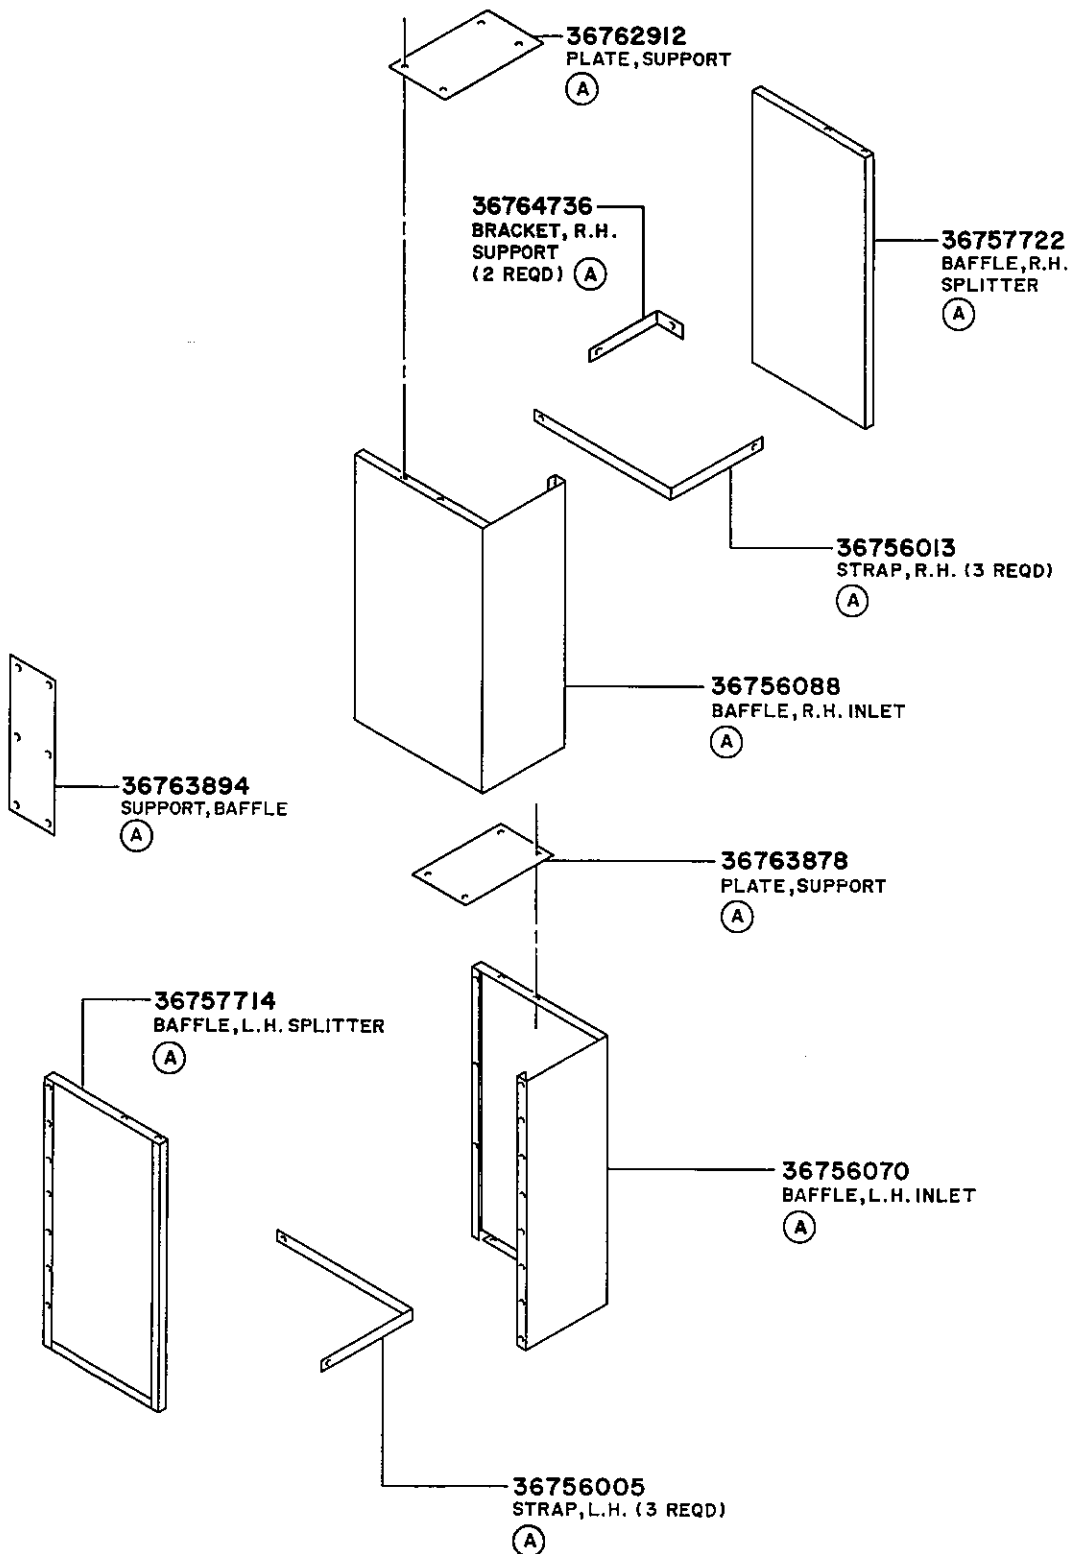 36762912
PLATE, SUPPORT
A
36764736
BRACKET, R.H.
SUPPORT
(2 REQD) A
36757722
BAFFLE, R.H.
SPLITTER
A
36756013
STRAP, R.H. (3 REQD)
A
36756088
BAFFLE, R.H. INLET
A
36763894
SUPPORT, BAFFLE
A
36763878
PLATE, SUPPORT
A
36757714
BAFFLE, L.H. SPLITTER
A
36756070
BAFFLE, L.H. INLET
A
36756005
STRAP, L.H. (3 REQD)
A